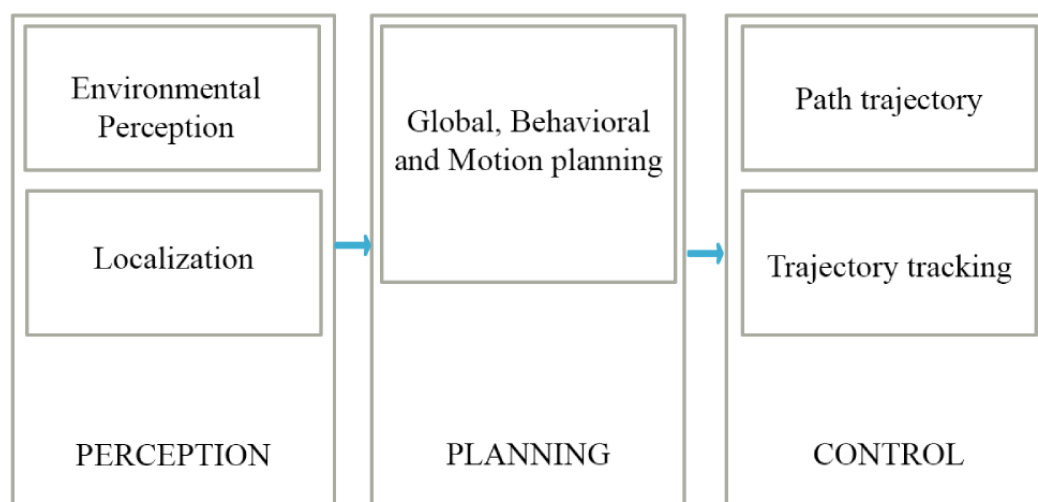 Environmental
Perception
Localization
PERCEPTION
Global, Behavioral
and Motion planning
PLANNING
Path trajectory
Trajectory tracking
CONTROL